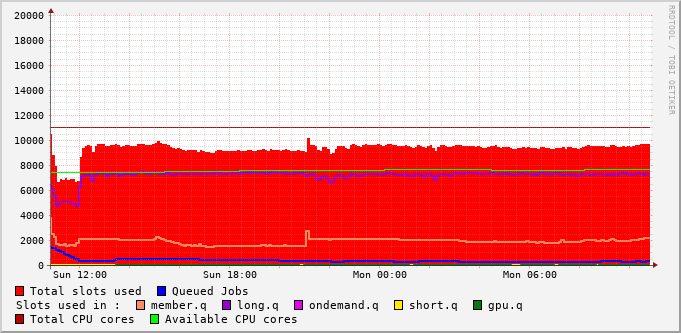 20000
18000
16000
14000
12000
10000
8000
6000
4000
2000
0
Sun 12:00 Sun 18:00 Mon 00:00 Mon 06:00
RRDTOOL / TOBI OETIKER
Total slots used Queued Jobs
Slots used in : member.q long.q ondemand.q short.q gpu.q
Total CPU cores Available CPU cores